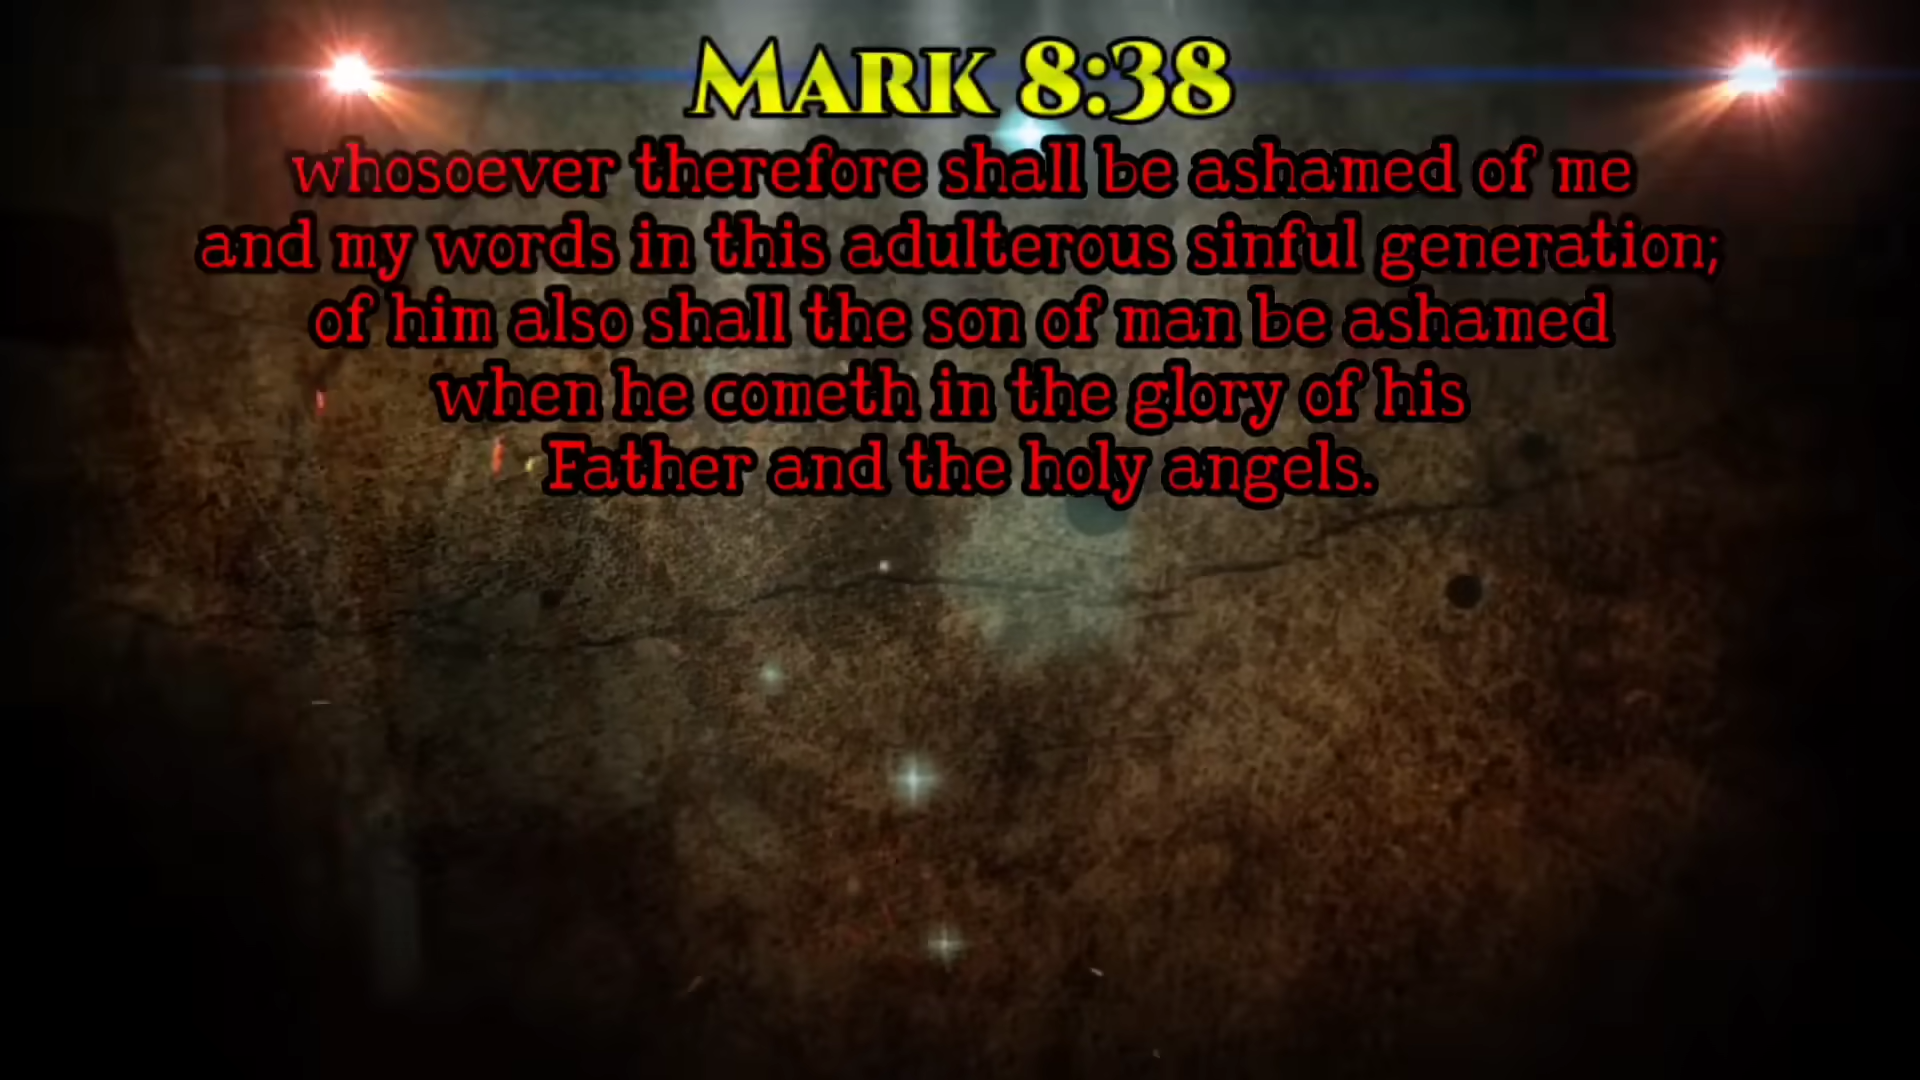 Mark 8:38
whosoever therefore shall be ashamed of me
and my words in this adulterous sinful generation;
of him also shall the son of man be ashamed
when he cometh in the glory of his
Father and the holy angels.